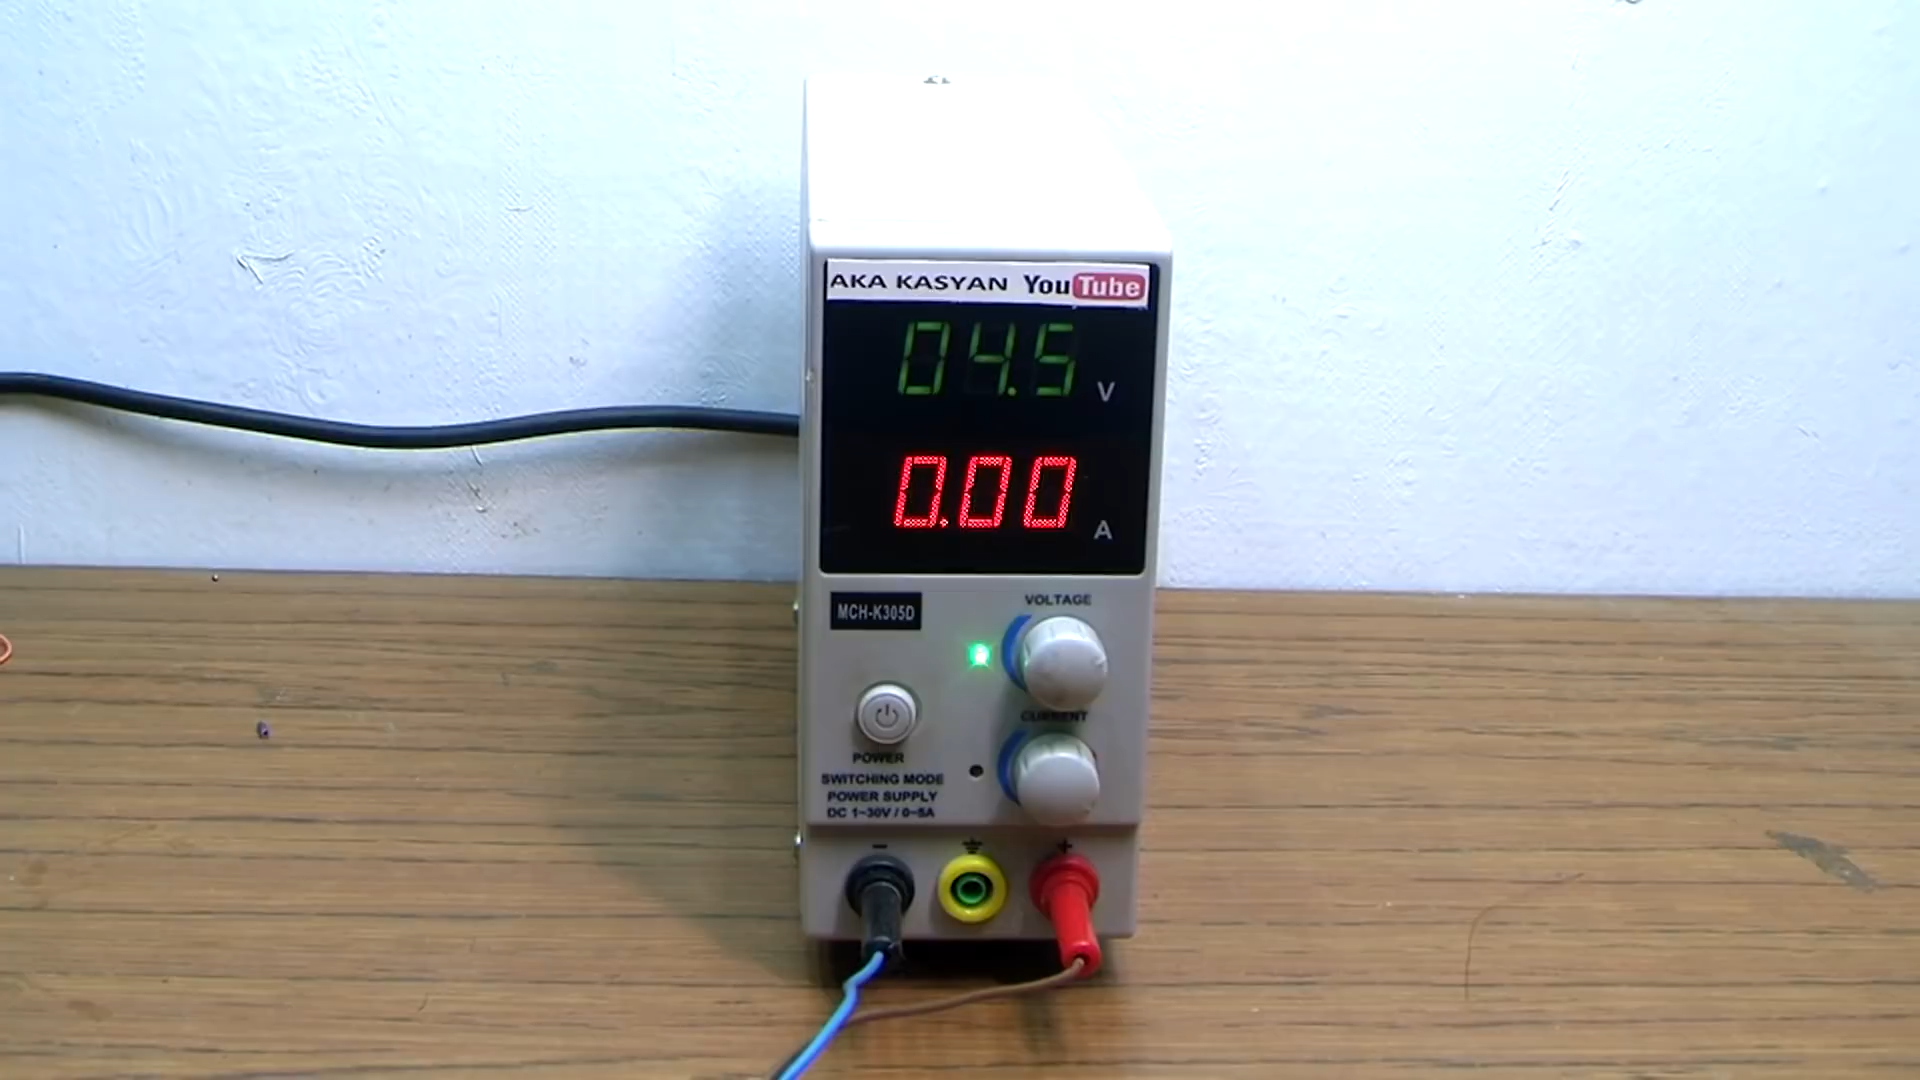 AKA KASYAN YouTube
04.5 V
0.00 A
MCH-K305D
VOLTAGE
CURRENT
POWER
SWITCHING MODE
POWER SUPPLY
DC 1~30V / 0~5A
- +